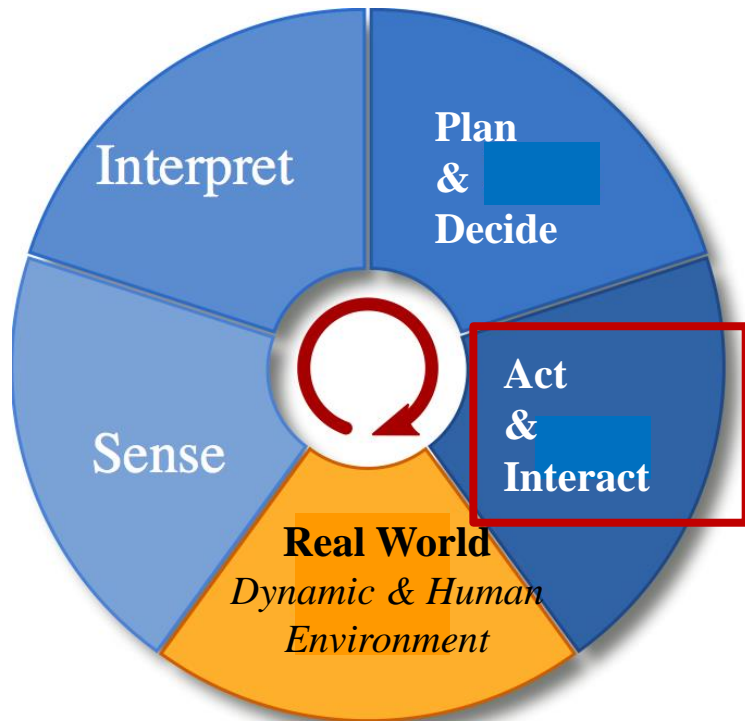 Interpret
Plan
&
Decide
Sense
Act
&
Interact
Real World
Dynamic & Human
Environment